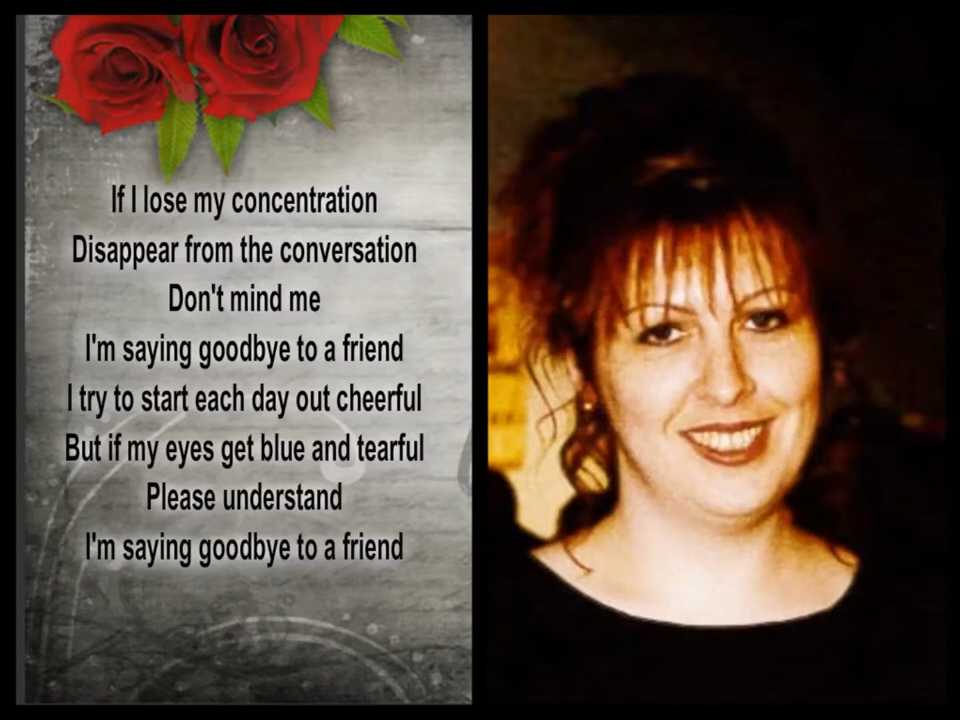 If I lose my concentration
Disappear from the conversation
Don't mind me
I'm saying goodbye to a friend
I try to start each day out cheerful
But if my eyes get blue and tearful
Please understand
I'm saying goodbye to a friend